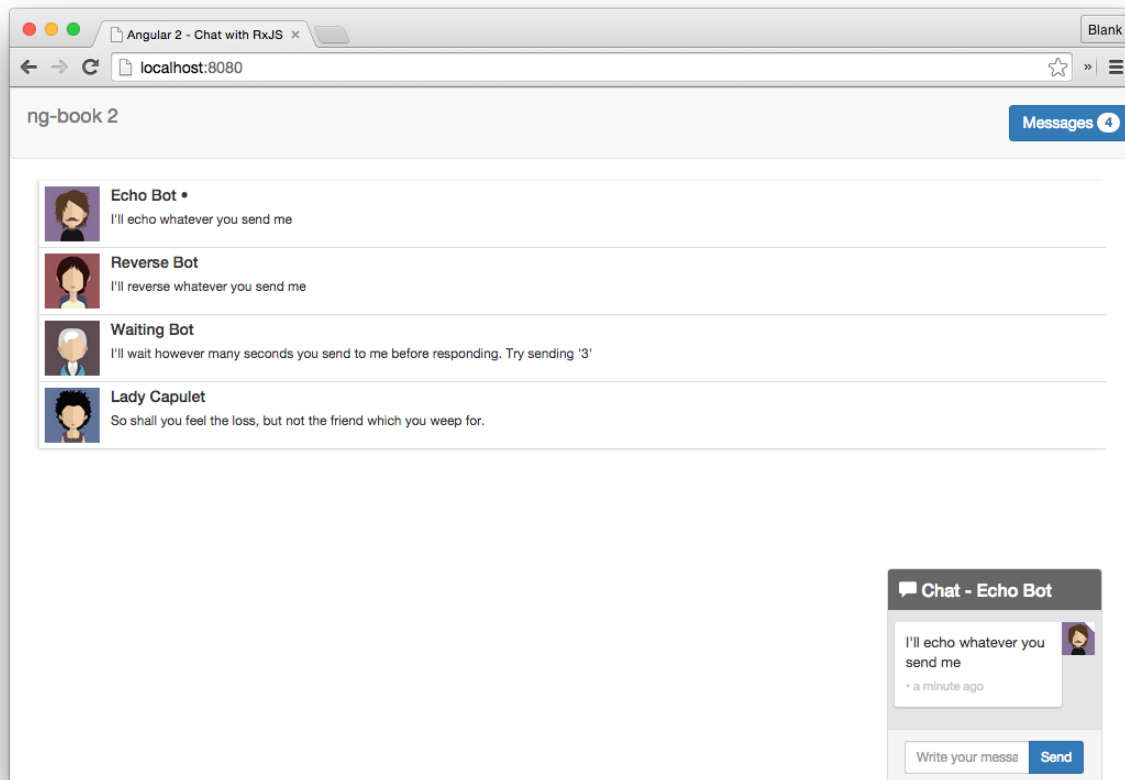 Angular 2 - Chat with RxJS ×
Blank
localhost:8080
»
ng-book 2
Messages 4
Echo Bot •
I'll echo whatever you send me
Reverse Bot
I'll reverse whatever you send me
Waiting Bot
I'll wait however many seconds you send to me before responding. Try sending '3'
Lady Capulet
So shall you feel the loss, but not the friend which you weep for.
Chat - Echo Bot
I'll echo whatever you
send me
• a minute ago
Write your messa
Send